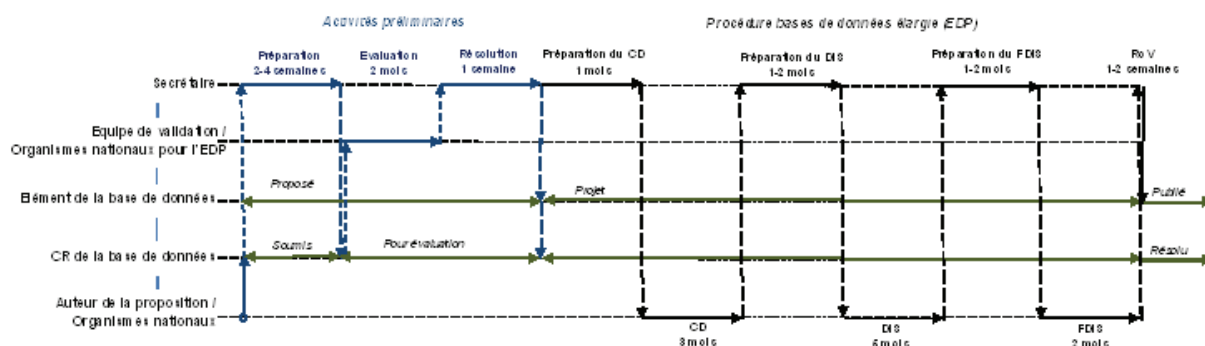 Activités préliminaires
Procédure bases de données élargie (EDP)
Préparation
2-4 semaines
Evaluation
2 mois
Résolution
1 semaine
Préparation du CD
1 mois
Préparation du DIS
1-2 mois
Préparation du FDIS
1-2 mois
RoV
1-2 semaines
Secrétaire
Equipe de validation /
Organismes nationaux pour l'EDP
Proposé
Projet
Publié
Elément de la base de données
Soumis
Pour évaluation
Résolu
CR de la base de données
Auteur de la proposition /
Organismes nationaux
CD
3 mois
DIS
5 mois
FDIS
2 mois